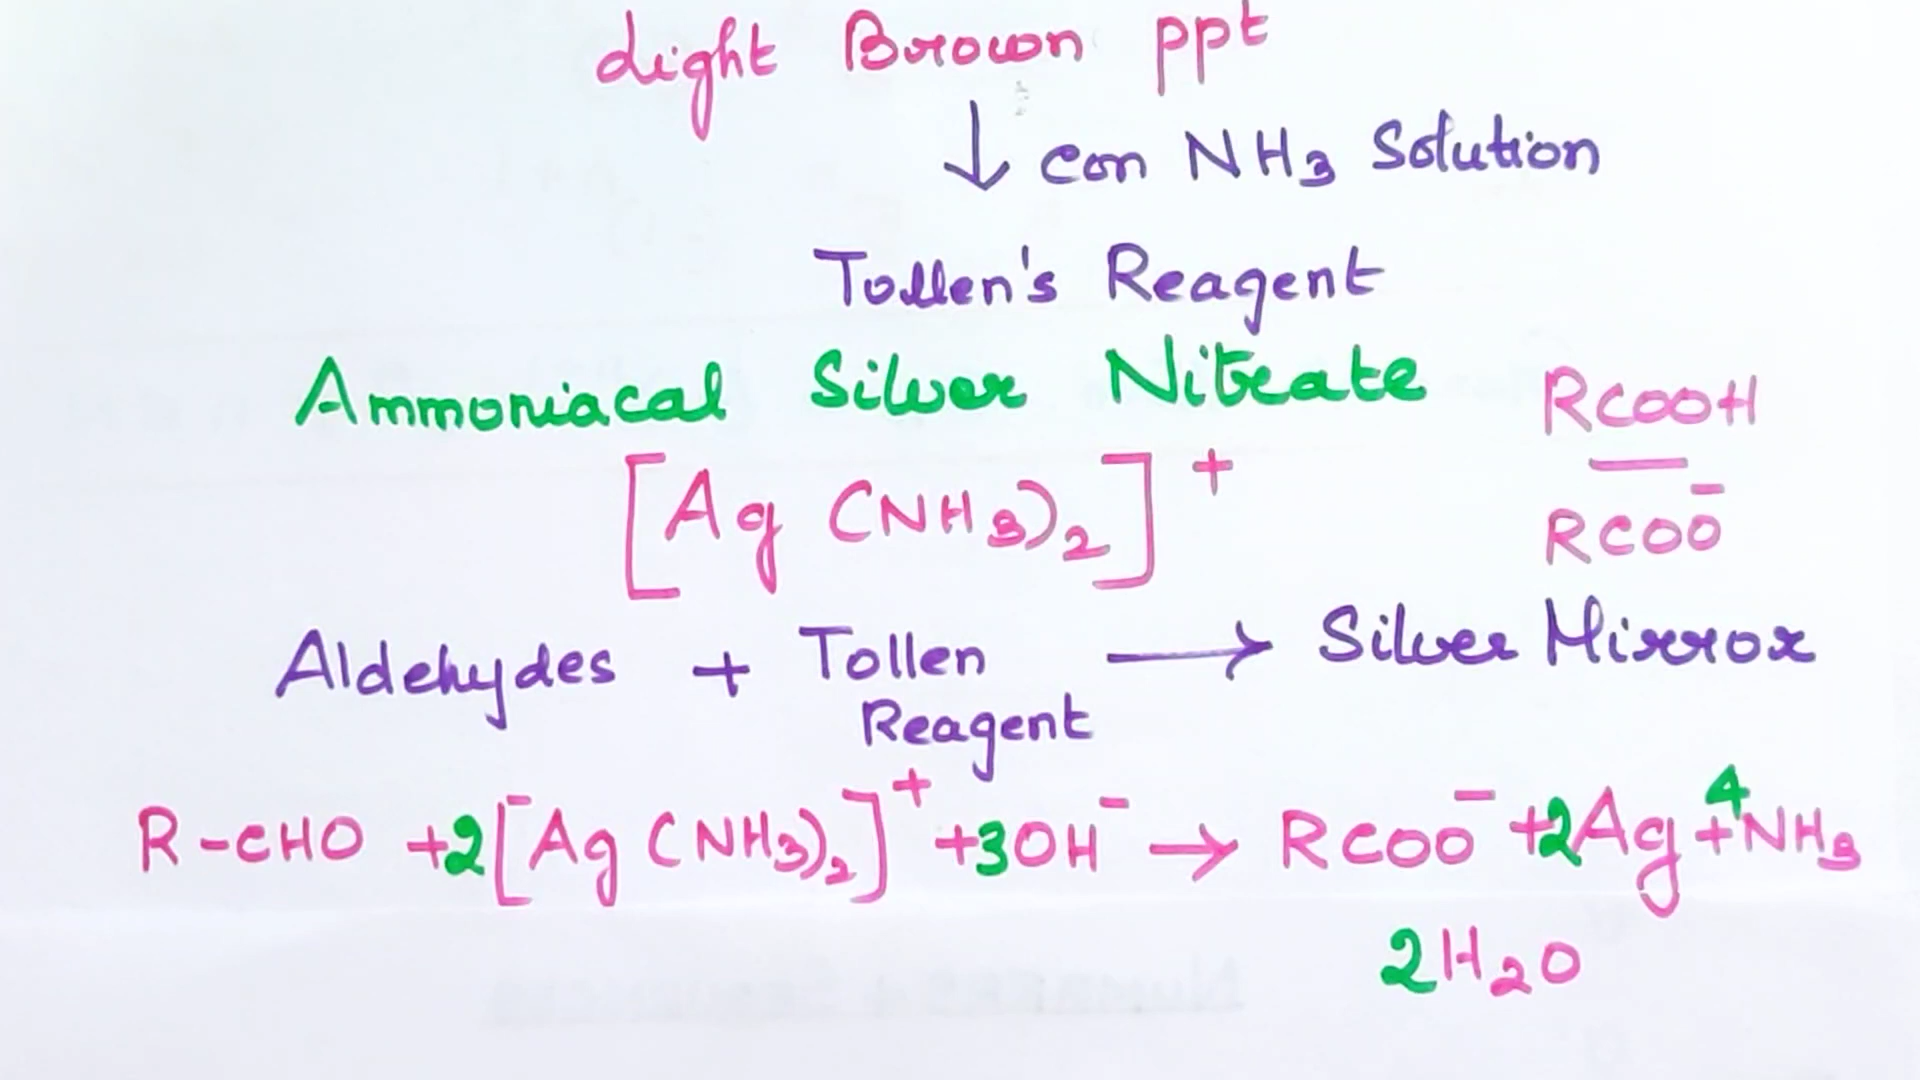 Light Brown ppt
↓ con NH3 Solution
Tollen's Reagent
Ammoniacal Silver Nitrate
RCOOH
[Ag (NH3)2]+
RCOO-
Aldehydes + Tollen Reagent → Silver Mirror
R-CHO +2[Ag (NH3)2]+ +3OH- → RCOO- +2Ag +4NH3
2H2O